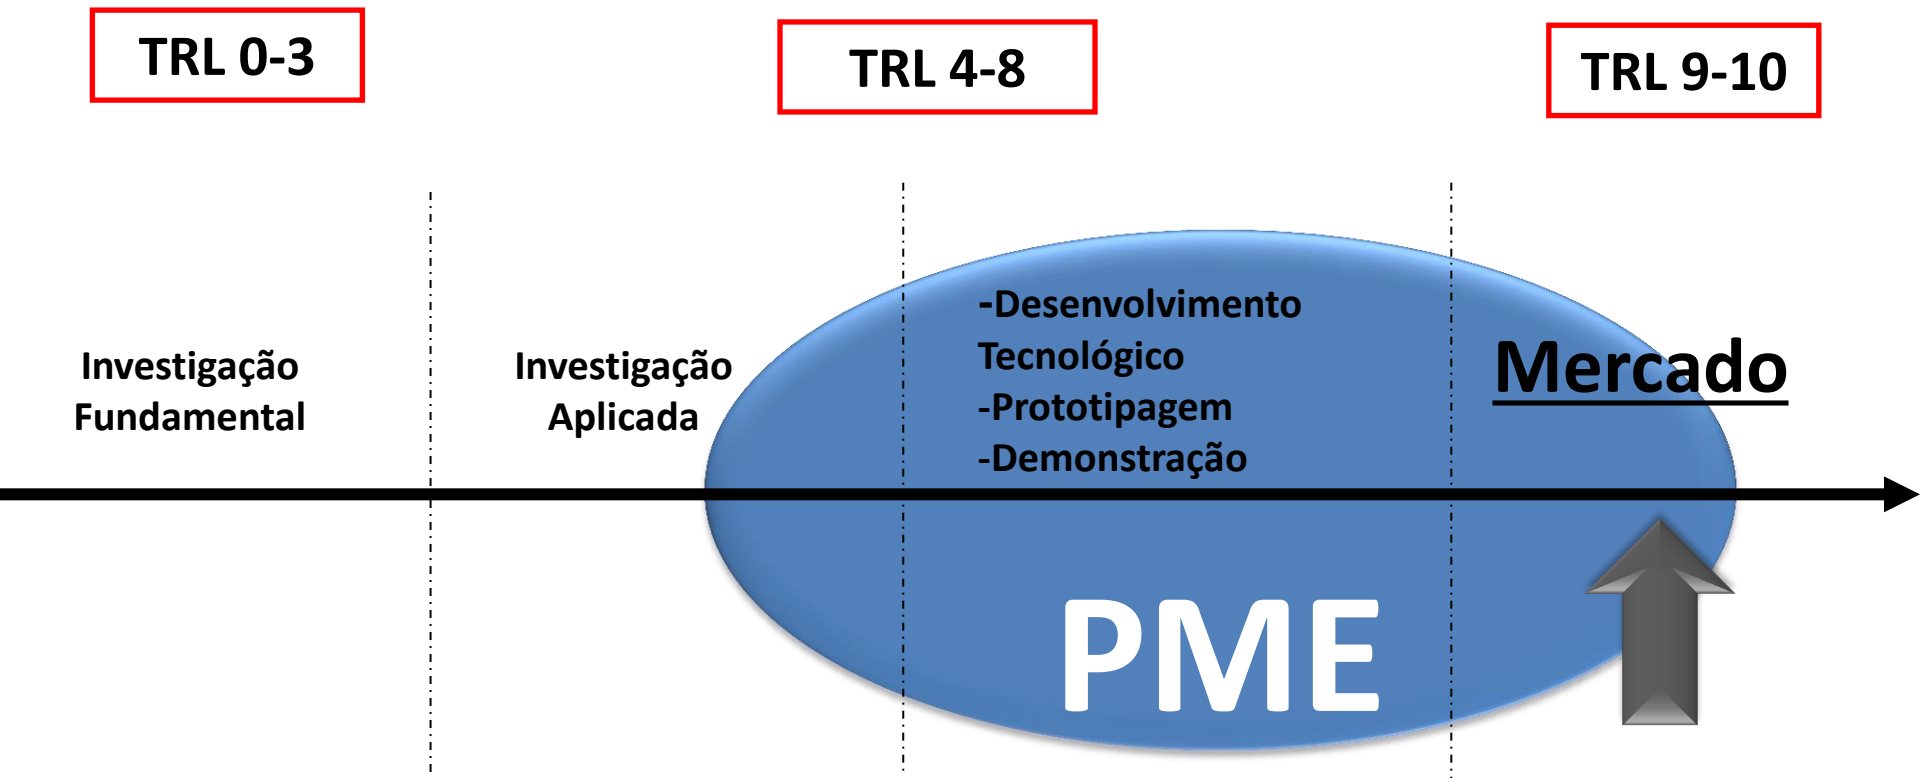 TRL 0-3
TRL 4-8
TRL 9-10
Investigação
Fundamental
Investigação
Aplicada
-Desenvolvimento
Tecnológico
-Prototipagem
-Demonstração
Mercado
PME